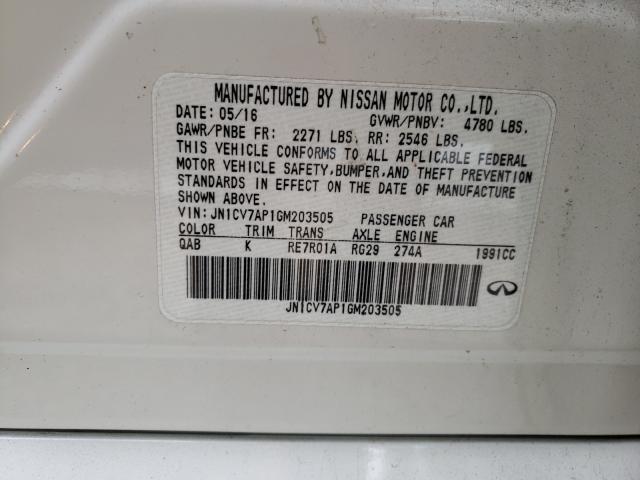 MANUFACTURED BY NISSAN MOTOR CO.,LTD.
DATE: 05/16 GVWR/PNBV: 4780 LBS.
GAWR/PNBE FR: 2271 LBS. RR: 2546 LBS.
THIS VEHICLE CONFORMS TO ALL APPLICABLE FEDERAL
MOTOR VEHICLE SAFETY,BUMPER,AND THEFT PREVENTION
STANDARDS IN EFFECT ON THE DATE OF MANUFACTURE
SHOWN ABOVE.
VIN: JN1CV7AP1GM203505 PASSENGER CAR
COLOR TRIM TRANS AXLE ENGINE
QAB K RE7R01A RG29 274A 1991CC
JN1CV7AP1GM203505